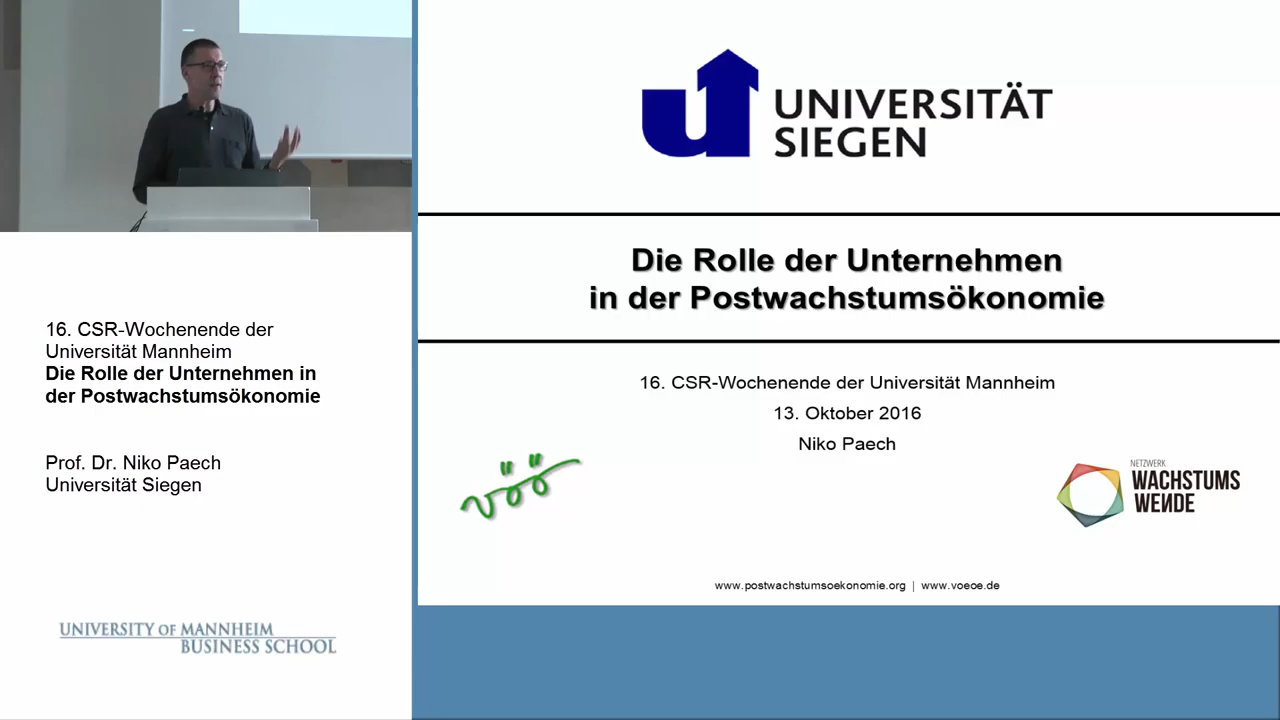 16. CSR-Wochenende der
Universität Mannheim
Die Rolle der Unternehmen in
der Postwachstumsökonomie
Prof. Dr. Niko Paech
Universität Siegen
UNIVERSITY OF MANNHEIM
BUSINESS SCHOOL
UNIVERSITÄT
SIEGEN
Die Rolle der Unternehmen
in der Postwachstumsökonomie
16. CSR-Wochenende der Universität Mannheim
13. Oktober 2016
Niko Paech
vöö
NETZWERK
WACHSTUMS
WENDE
www.postwachstumsoekonomie.org | www.voeoe.de